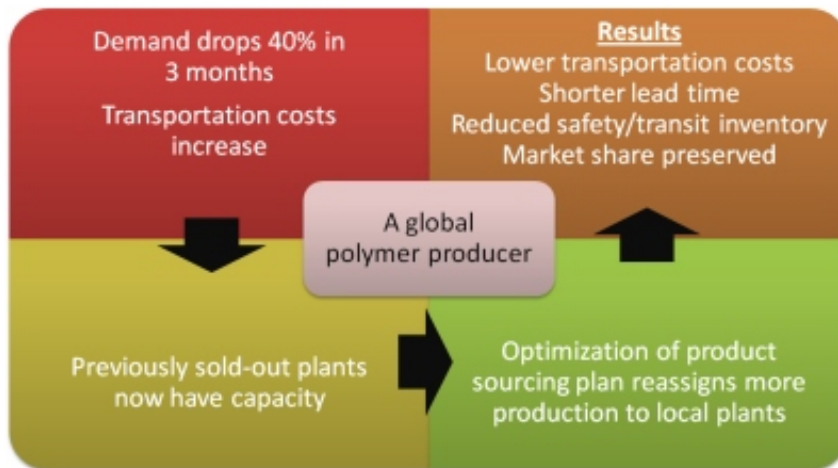 Demand drops 40% in
3 months
Transportation costs
increase
Results
Lower transportation costs
Shorter lead time
Reduced safety/transit inventory
Market share preserved
A global
polymer producer
Previously sold-out plants
now have capacity
Optimization of product
sourcing plan reassigns more
production to local plants